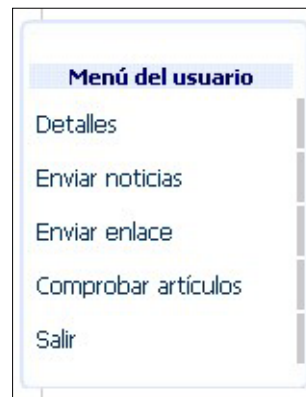 Menú del usuario
Detalles
Enviar noticias
Enviar enlace
Comprobar artículos
Salir